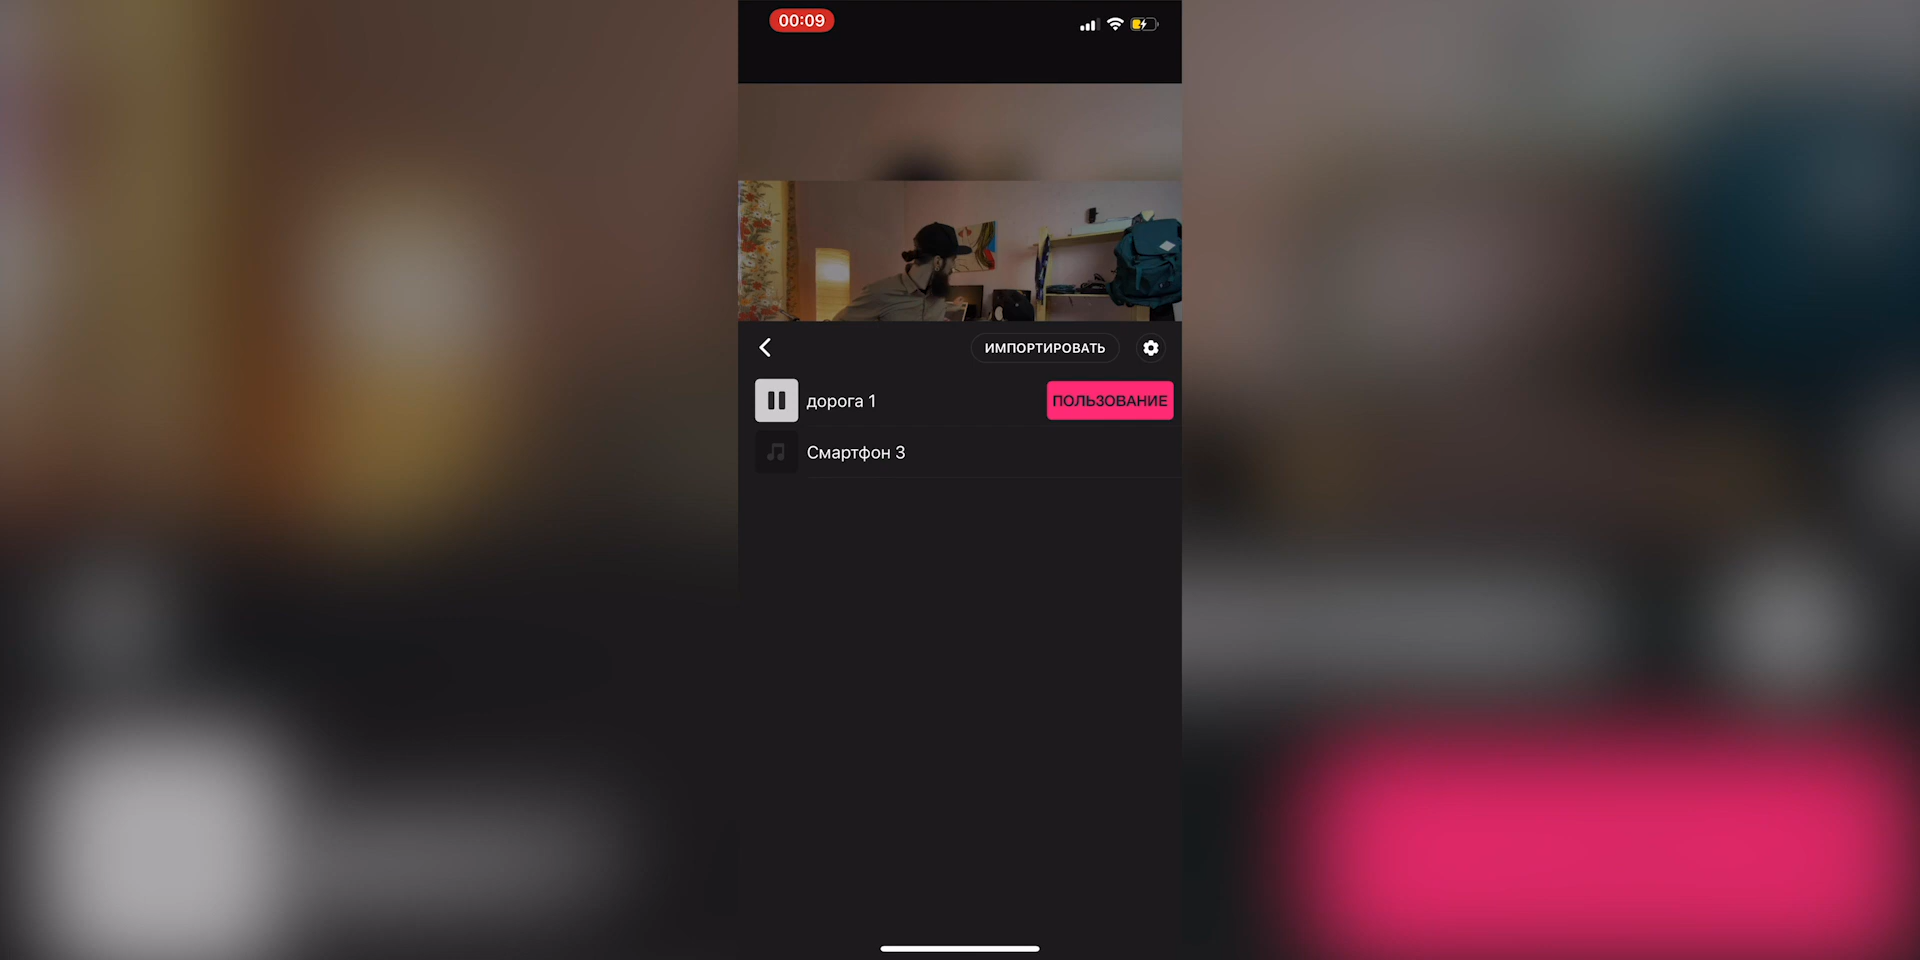 00:09
ИМПОРТИРОВАТЬ
дорога 1
ПОЛЬЗОВАНИЕ
Смартфон 3